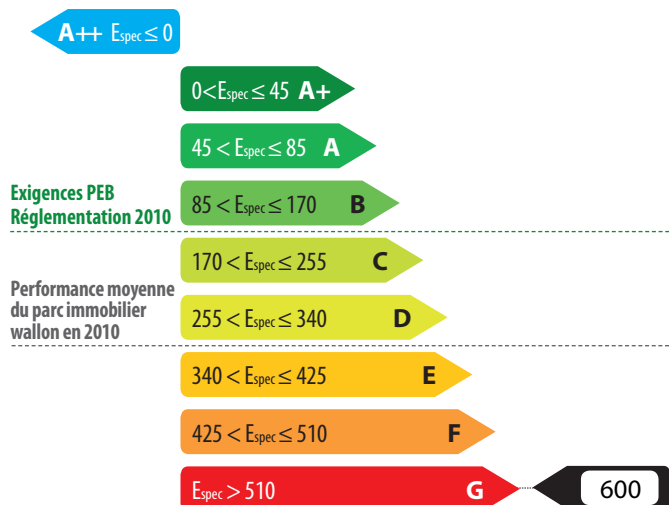 A++ Espec ≤ 0
0<Espec ≤ 45 A+
45 < Espec ≤ 85 A
Exigences PEB
Réglementation 2010
85 < Espec ≤ 170 B
170 < Espec ≤ 255 C
Performance moyenne
du parc immobilier
wallon en 2010
255 < Espec ≤ 340 D
340 < Espec ≤ 425 E
425 < Espec ≤ 510 F
Espec > 510 G 600